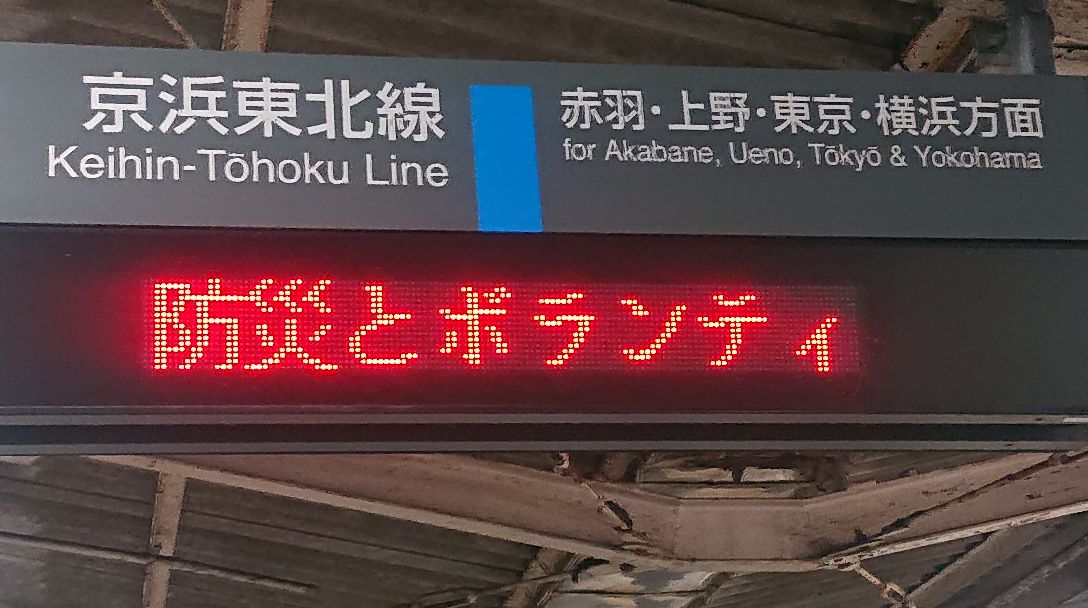 京浜東北線
Keihin-Tōhoku Line
赤羽・上野・東京・横浜方面
for Akabane, Ueno, Tōkyō & Yokohama
防災とボランティ